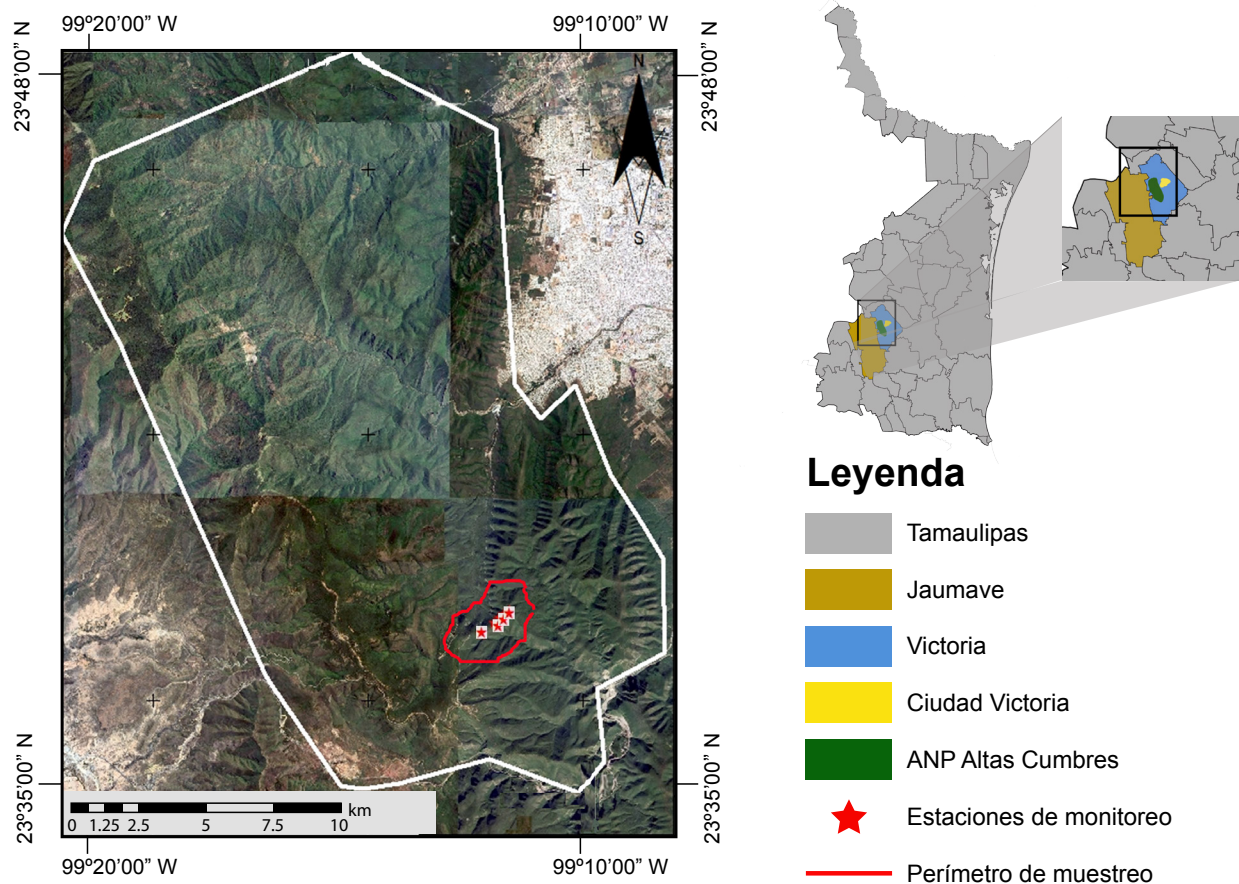 99º20'00” W
99º10'00” W
23º48'00” N
23º48'00” N
N
S
23º35'00” N
23º35'00” N
km
0 1.25 2.5 5 7.5 10
99º20'00” W
99º10'00” W
Leyenda
Tamaulipas
Jaumave
Victoria
Ciudad Victoria
ANP Altas Cumbres
Estaciones de monitoreo
Perímetro de muestreo